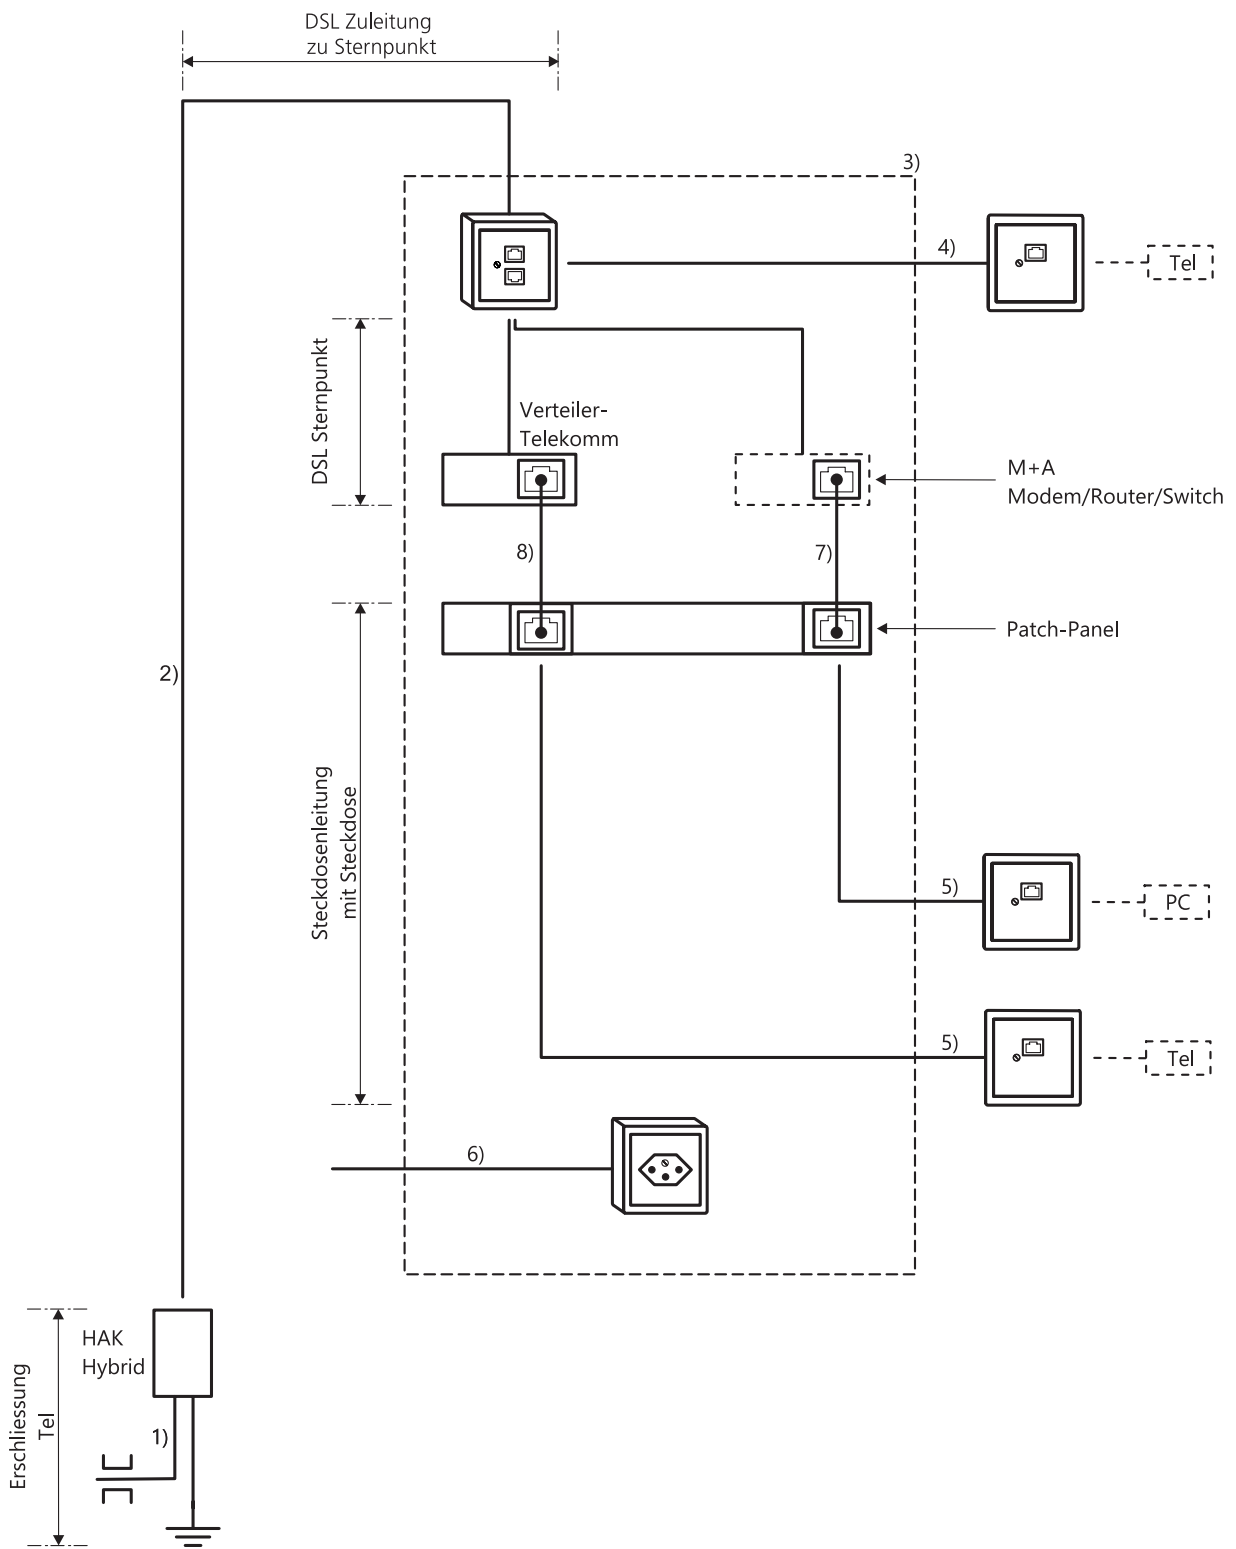 DSL Zuleitung
zu Sternpunkt
3)
4)
Tel
DSL Sternpunkt
Verteiler-
Telekomm
M+A
Modem/Router/Switch
8)
7)
Patch-Panel
2)
Steckdosenleitung
mit Steckdose
5)
PC
5)
Tel
6)
HAK
Hybrid
Erschliessung
Tel
1)